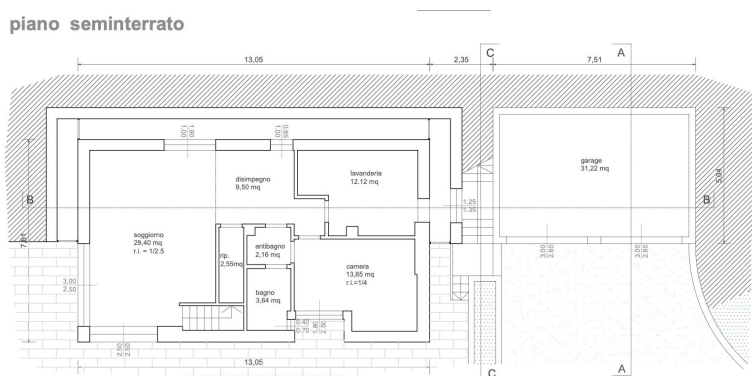 piano seminterrato
13,05
2,35
7,51
C
A
1.00
1.90
1.00
0.85
disimpegno
9,50 mq
lavanderia
12.12 mq
garage
31,22 mq
5,04
B
B
1.25
1.35
7,61
soggiorno
29,40 mq
r.i. = 1/2.5
rip.
2,55mq
antibagno
2,16 mq
camera
13,85 mq
r.i.=1/4
bagno
3,64 mq
3.00
2.60
3.00
2.60
3.00
2.50
0.40
0.70
1.80
2.50
2.50
2.50
13,05
C
A